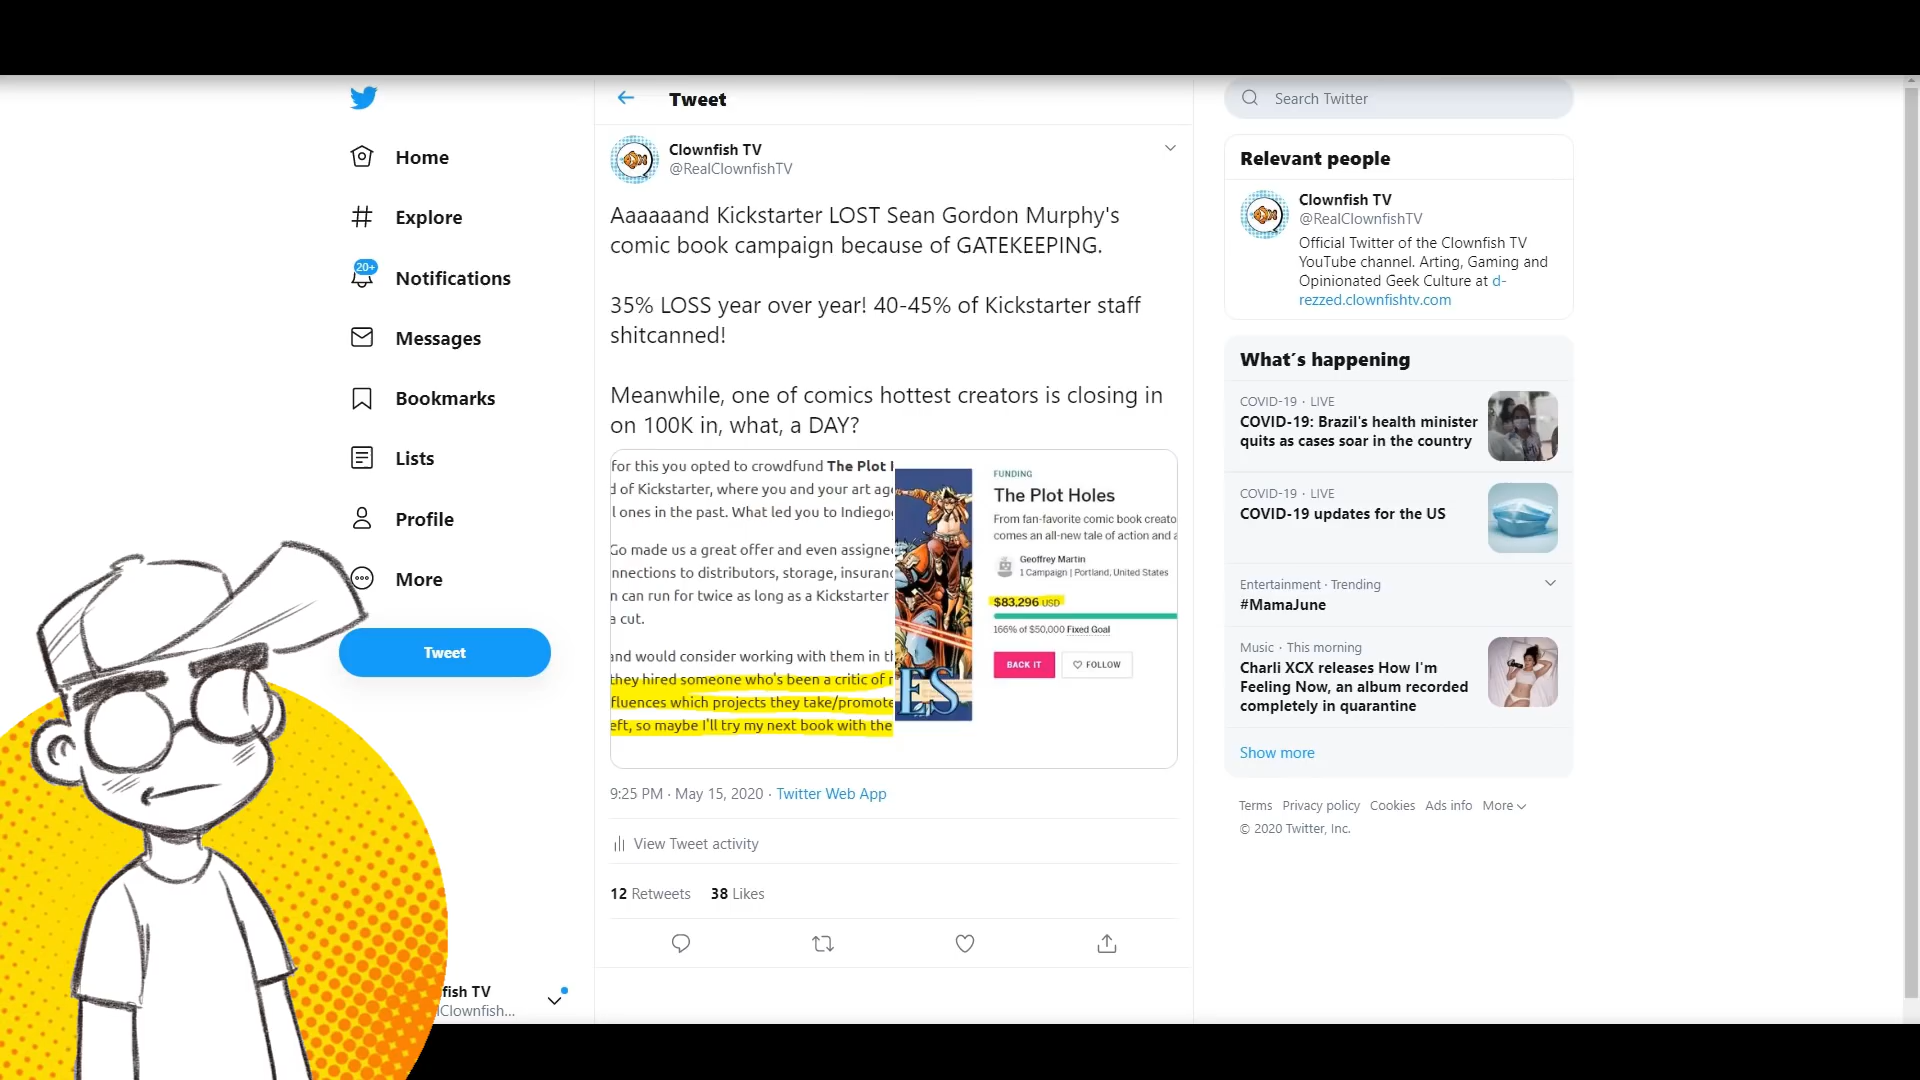 Home
Explore
20+
Notifications
Messages
Bookmarks
Lists
Profile
More
Tweet
fish TV
Clownfish...
Tweet
Clownfish TV
@RealClownfishTV
Aaaaaand Kickstarter LOST Sean Gordon Murphy's
comic book campaign because of GATEKEEPING.
35% LOSS year over year! 40-45% of Kickstarter staff
shitcanned!
Meanwhile, one of comics hottest creators is closing in
on 100K in, what, a DAY?
for this you opted to crowdfund The Plot
d of Kickstarter, where you and your art ag
l ones in the past. What led you to Indiego
Go made us a great offer and even assigne
nnections to distributors, storage, insuran
n can run for twice as long as a Kickstarter
a cut.
and would consider working with them in t
they hired someone who's been a critic of
fluences which projects they take/promote
eft, so maybe I'll try my next book with the
ES
FUNDING
The Plot Holes
From fan-favorite comic book creato
comes an all-new tale of action and a
Geoffrey Martin
1 Campaign | Portland, United States
$83,296 USD
166% of $50,000 Fixed Goal
BACK IT
FOLLOW
9:25 PM · May 15, 2020 · Twitter Web App
View Tweet activity
12 Retweets 38 Likes
Search Twitter
Relevant people
Clownfish TV
@RealClownfishTV
Official Twitter of the Clownfish TV
YouTube channel. Arting, Gaming and
Opinionated Geek Culture at d-
rezzed.clownfishtv.com
What's happening
COVID-19 · LIVE
COVID-19: Brazil's health minister
quits as cases soar in the country
COVID-19 · LIVE
COVID-19 updates for the US
Entertainment · Trending
#MamaJune
Music · This morning
Charli XCX releases How I'm
Feeling Now, an album recorded
completely in quarantine
Show more
Terms Privacy policy Cookies Ads info More
© 2020 Twitter, Inc.